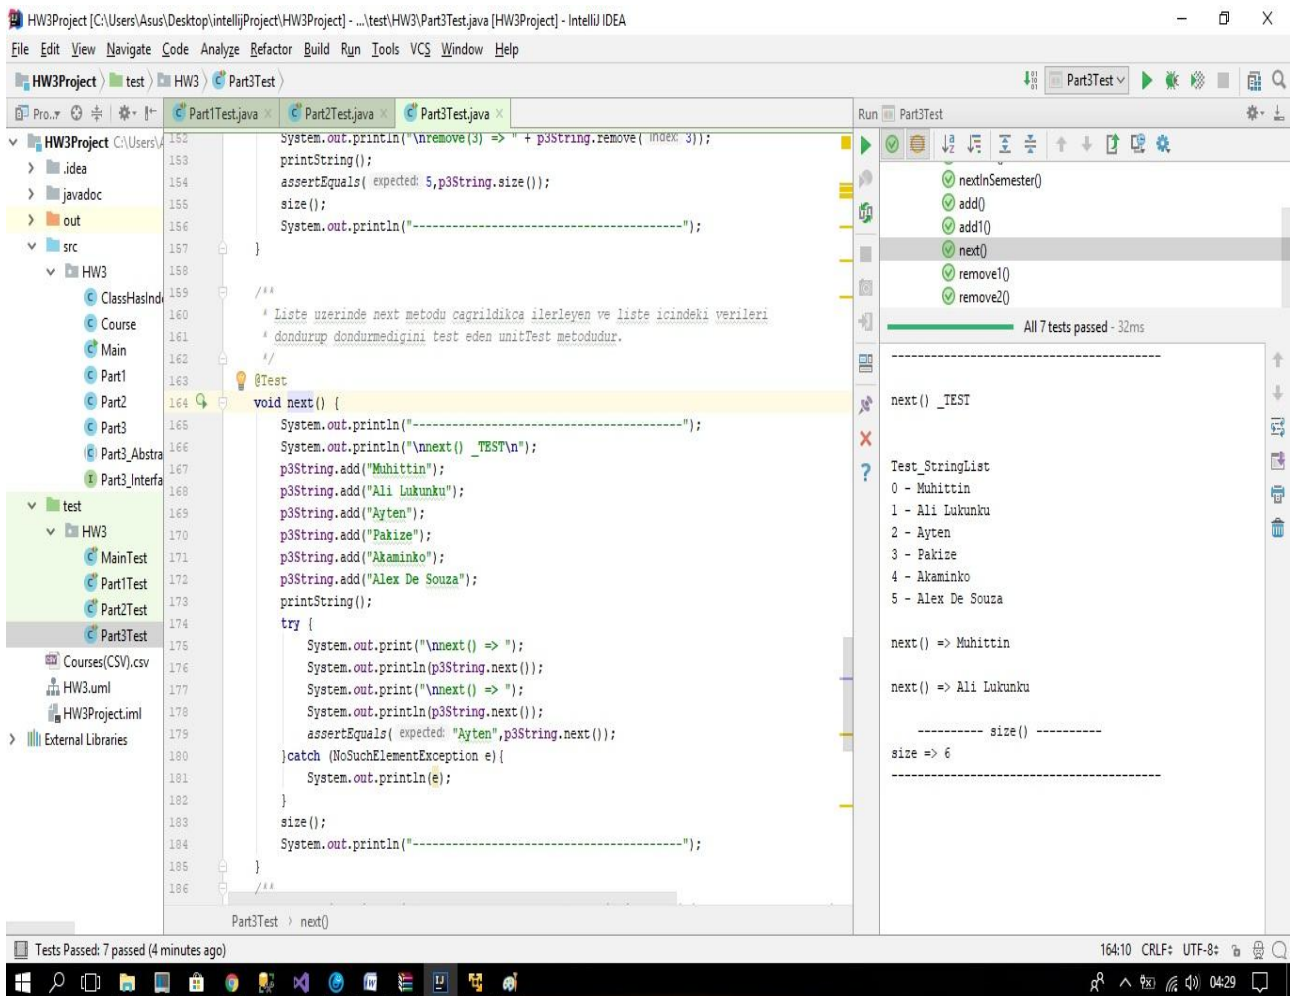 HW3Project [C:\Users\Asus\Desktop\intellijProject\HW3Project] - ...\test\HW3\Part3Test.java [HW3Project] - IntelliJ IDEA
File Edit View Navigate Code Analyze Refactor Build Run Tools VCS Window Help
HW3Project test HW3 Part3Test
Part3Test
Pro..
Part1Test.java Part2Test.java Part3Test.java
Run Part3Test
HW3Project C:\Users\A
.idea
javadoc
out
src
HW3
ClassHasInd
Course
Main
Part1
Part2
Part3
Part3_Abstra
Part3_Interfa
test
HW3
MainTest
Part1Test
Part2Test
Part3Test
Courses(CSV).csv
HW3.uml
HW3Project.iml
External Libraries
152 System.out.println("\nremove(3) => " + p3String.remove( index: 3));
153 printString();
154 assertEquals( expected: 5,p3String.size());
155 size();
156 System.out.println("-----------------------------------------");
157 }
158
159 /**
160 * Liste uzerinde next metodu cagrildikca ilerleyen ve liste icindeki verileri
161 * dondurup dondurmedigini test eden unitTest metodudur.
162 */
163 @Test
164 void next() {
165 System.out.println("-----------------------------------------");
166 System.out.println("\nnext() _TEST\n");
167 p3String.add("Muhittin");
168 p3String.add("Ali Lukunku");
169 p3String.add("Ayten");
170 p3String.add("Pakize");
171 p3String.add("Akaminko");
172 p3String.add("Alex De Souza");
173 printString();
174 try {
175 System.out.print("\nnext() => ");
176 System.out.println(p3String.next());
177 System.out.print("\nnext() => ");
178 System.out.println(p3String.next());
179 assertEquals( expected: "Ayten",p3String.next());
180 }catch (NoSuchElementException e){
181 System.out.println(e);
182 }
183 size();
184 System.out.println("-----------------------------------------");
185 }
186 /**
Part3Test > next()
nextInSemester()
add()
add1()
next()
remove1()
remove2()
All 7 tests passed - 32ms
-----------------------------------------
next() _TEST
Test_StringList
0 - Muhittin
1 - Ali Lukunku
2 - Ayten
3 - Pakize
4 - Akaminko
5 - Alex De Souza
next() => Muhittin
next() => Ali Lukunku
---------- size() ----------
size => 6
-----------------------------------------
Tests Passed: 7 passed (4 minutes ago)
164:10 CRLF÷ UTF-8÷
04:29